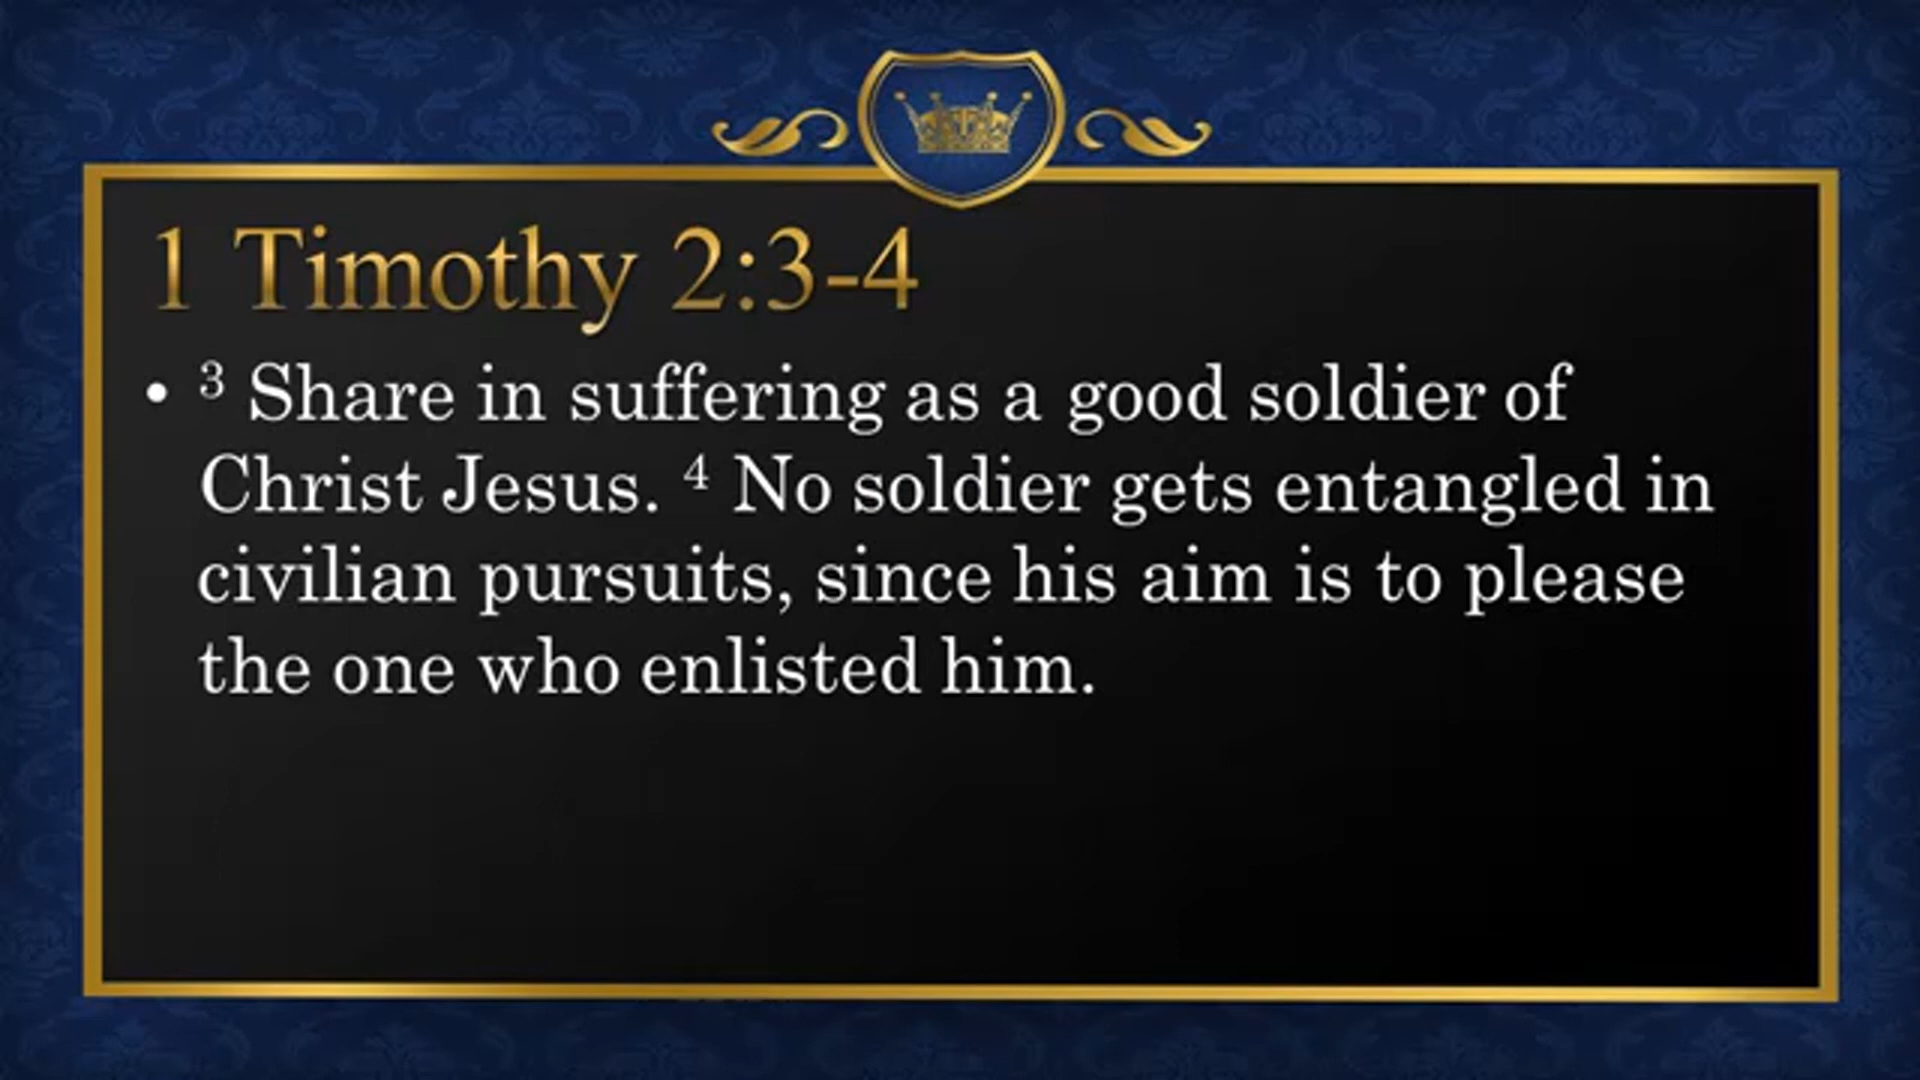 1 Timothy 2:3-4
• ³ Share in suffering as a good soldier of
Christ Jesus. ⁴ No soldier gets entangled in
civilian pursuits, since his aim is to please
the one who enlisted him.